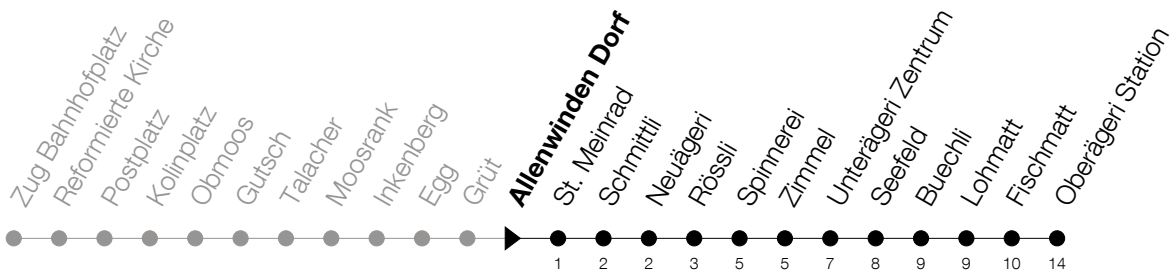 Zug Bahnhofplatz
Reformierte Kirche
Postplatz
Kolinplatz
Obmoos
Gutsch
Talacher
Moosrank
Inkenberg
Egg
Grüt
Allenwinden Dorf
St. Meinrad
Schmittli
Neuägeri
Rössli
Spinnerei
Zimmel
Unterägeri Zentrum
Seefeld
Buechli
Lohmatt
Fischmatt
Oberägeri Station
1 2 2 3 5 5 7 8 9 9 10 14